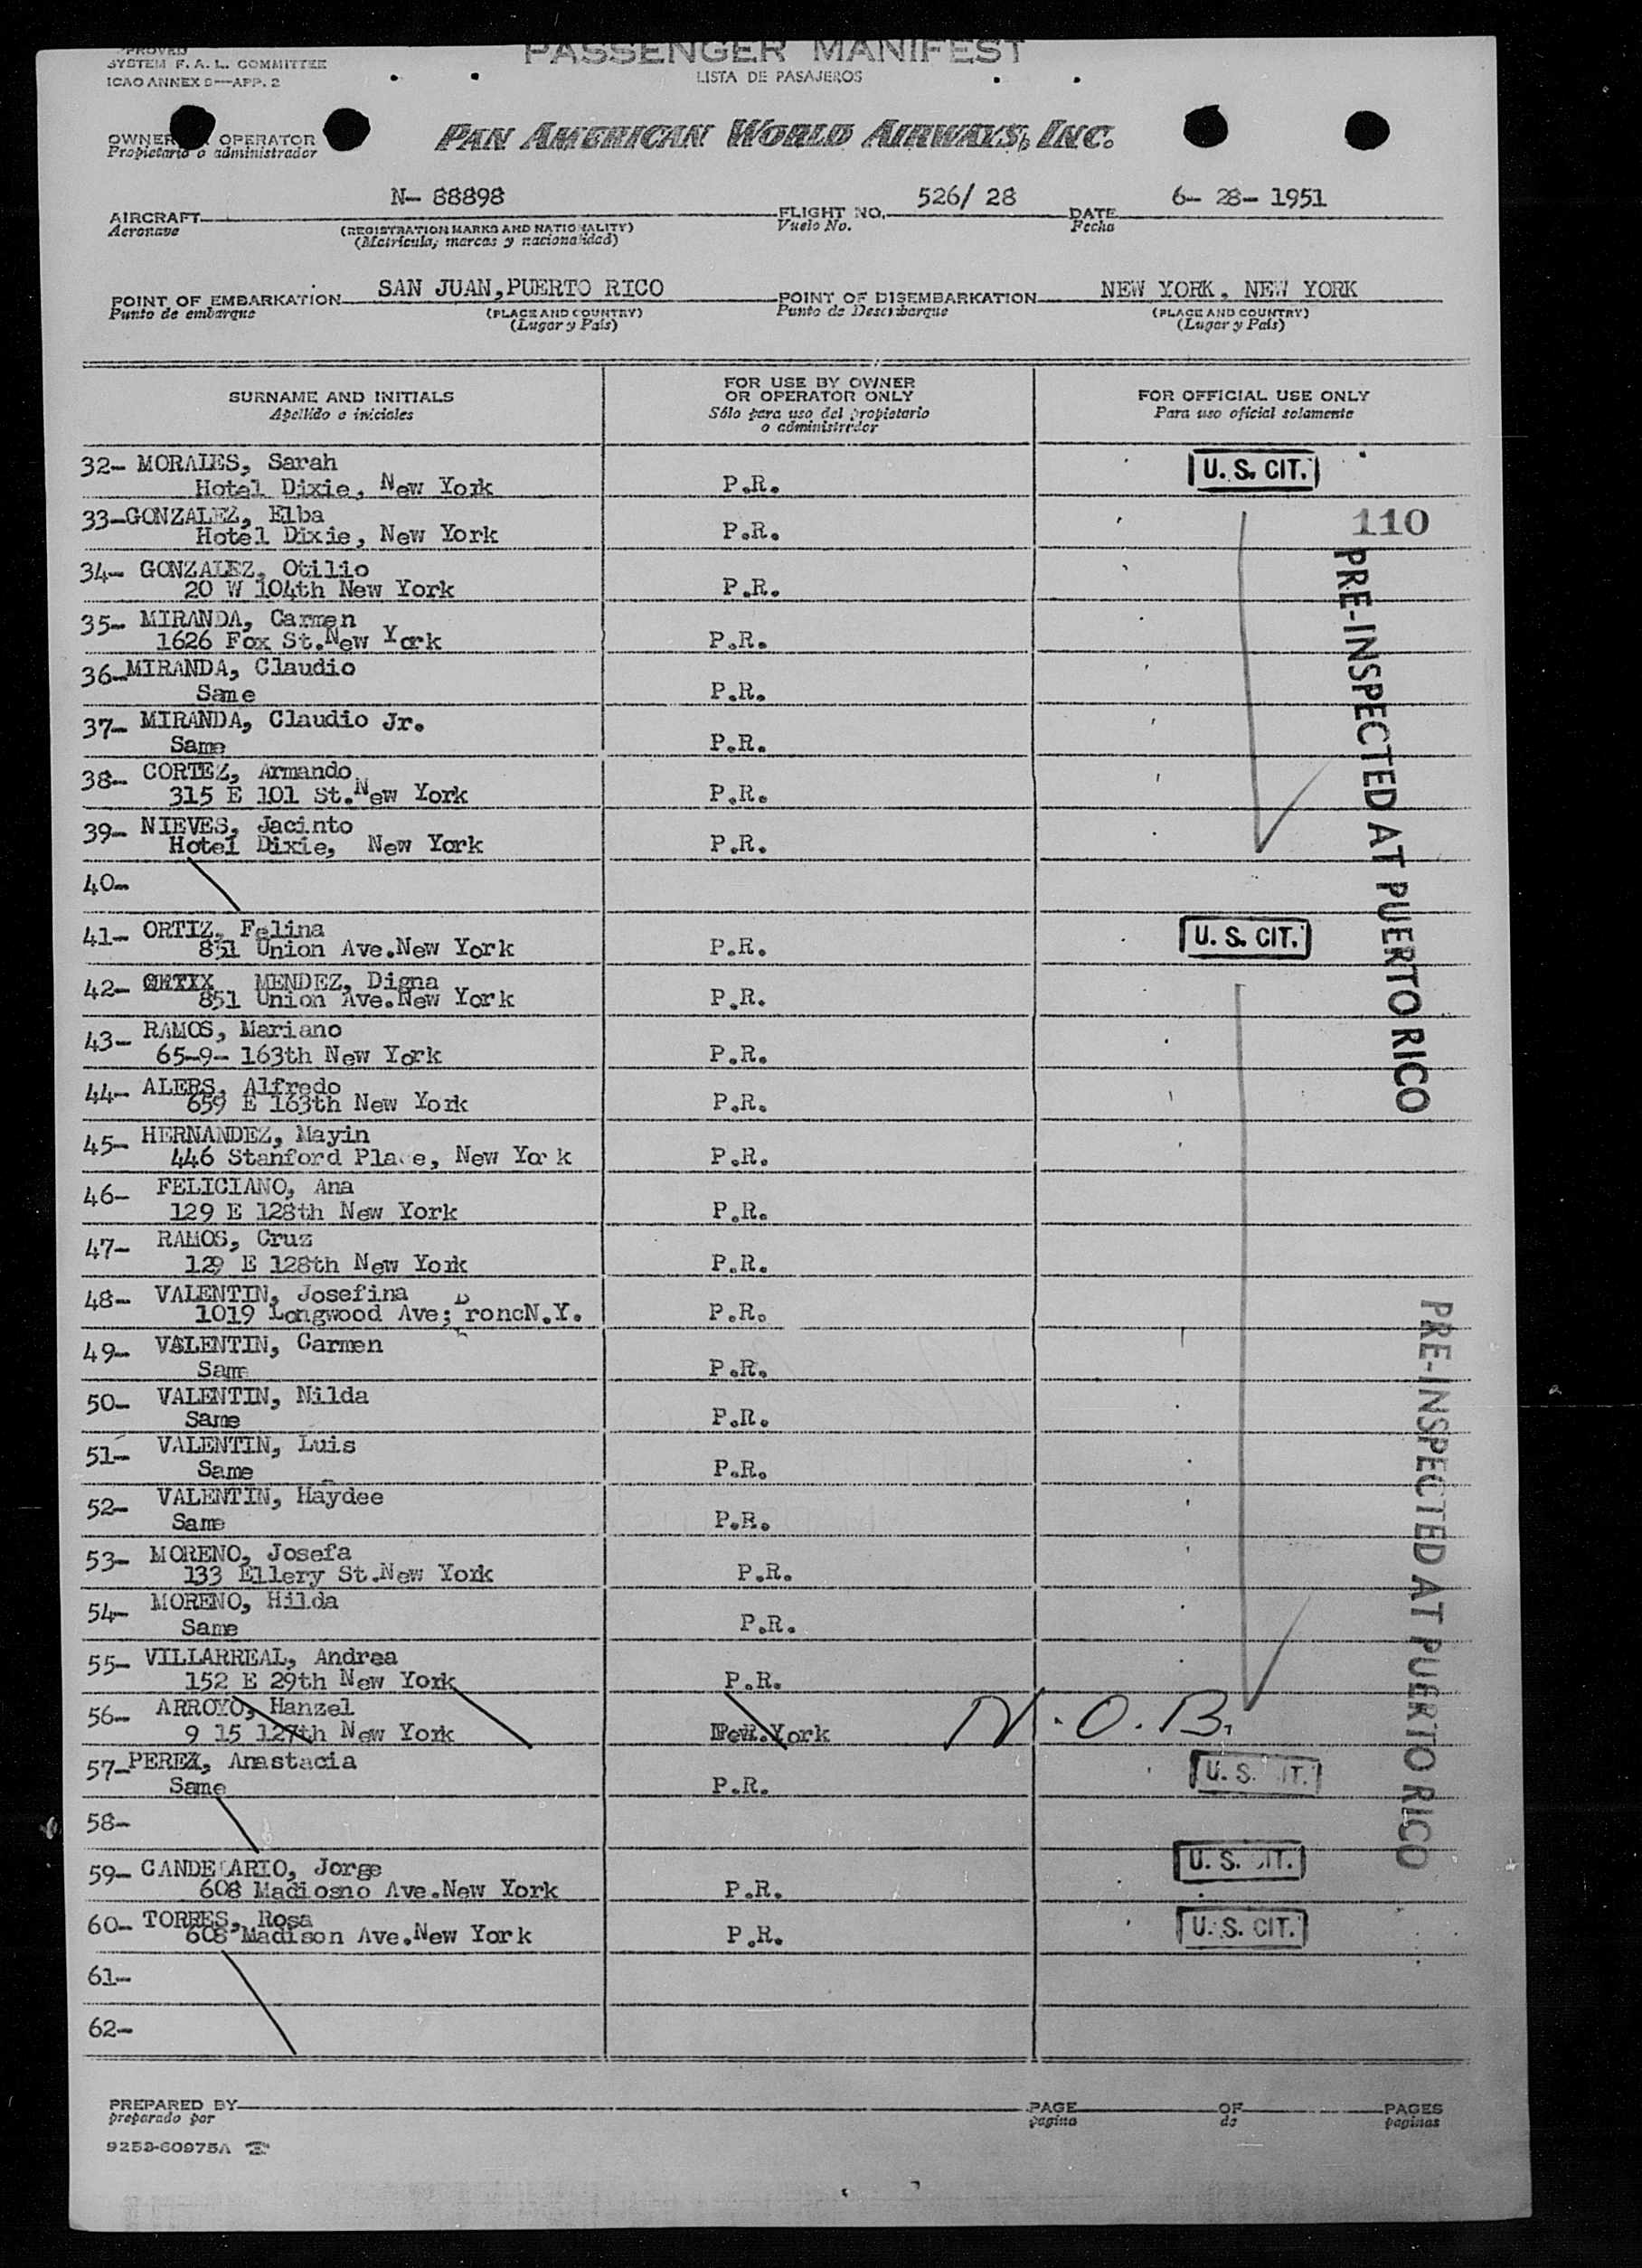 PASSENGER MANIFEST
SYSTEM F. A. L. COMMITTEE
LISTA DE PASAJEROS
ICAO ANNEX 9—APP. 2
OWNER OPERATOR
Propietario o administrador
PAN AMERICAN WORLD AIRWAYS, INC.
AIRCRAFT N- 88898 FLIGHT NO. 526/ 28 DATE 6- 28- 1951
Aeronave (REGISTRATION MARKS AND NATIONALITY) Vuelo No. Fecha
(Matricula, marcas y nacionalidad)
POINT OF EMBARKATION SAN JUAN, PUERTO RICO POINT OF DISEMBARKATION NEW YORK, NEW YORK
Punto de embarque (PLACE AND COUNTRY) Punto de Desembarque (PLACE AND COUNTRY)
(Lugar y País) (Lugar y País)
SURNAME AND INITIALS
Apellido e iniciales
FOR USE BY OWNER
OR OPERATOR ONLY
Sólo para uso del propietario
o administrador
FOR OFFICIAL USE ONLY
Para uso oficial solamente
32- MORALES, Sarah
Hotel Dixie, New York P.R. U. S. CIT.
33-GONZALEZ, Elba 110
Hotel Dixie, New York P.R.
34- GONZALEZ, Otilio
20 W 104th New York P.R.
35- MIRANDA, Carmen
1626 Fox St.New York P.R.
36-MIRANDA, Claudio
Same P.R.
37- MIRANDA, Claudio Jr.
Same P.R.
38- CORTEZ, Armando
315 E 101 St.New York P.R.
39- NIEVES, Jacinto
Hotel Dixie, New York P.R.
40-
41- ORTIZ, Felina
851 Union Ave.New York P.R. U. S. CIT.
42- MENDEZ, Digna
851 Union Ave.New York P.R.
43- RAMOS, Mariano
65-9- 163th New York P.R.
44- ALERS, Alfredo
659 E 163th New York P.R.
45- HERNANDEZ, Mayin
446 Stanford Place, New York P.R.
46- FELICIANO, Ana
129 E 128th New York P.R.
47- RAMOS, Cruz
129 E 128th New York P.R.
48- VALENTIN, Josefina
1019 Longwood Ave; BroncN.Y. P.R.
49- VALENTIN, Carmen
Same P.R.
50- VALENTIN, Nilda
Same P.R.
51- VALENTIN, Luis
Same P.R.
52- VALENTIN, Haydee
Same P.R.
53- MORENO, Josefa
133 Ellery St.New York P.R.
54- MORENO, Hilda
Same P.R.
55- VILLARREAL, Andrea
152 E 29th New York P.R.
56- ARROYO, Hanzel
9 15 127th New York New York N.O.B.
57-PEREZ, Anastacia
Same P.R. U. S. CIT.
58-
59- CANDELARIO, Jorge
608 Madiosno Ave.New York P.R. U. S. CIT.
60- TORRES, Rosa
608 Madison Ave.New York P.R. U. S. CIT.
61-
62-
PRE-INSPECTED AT PUERTO RICO
PRE-INSPECTED AT PUERTO RICO
PREPARED BY PAGE OF PAGES
preparado por pagina de paginas
9253-60975A